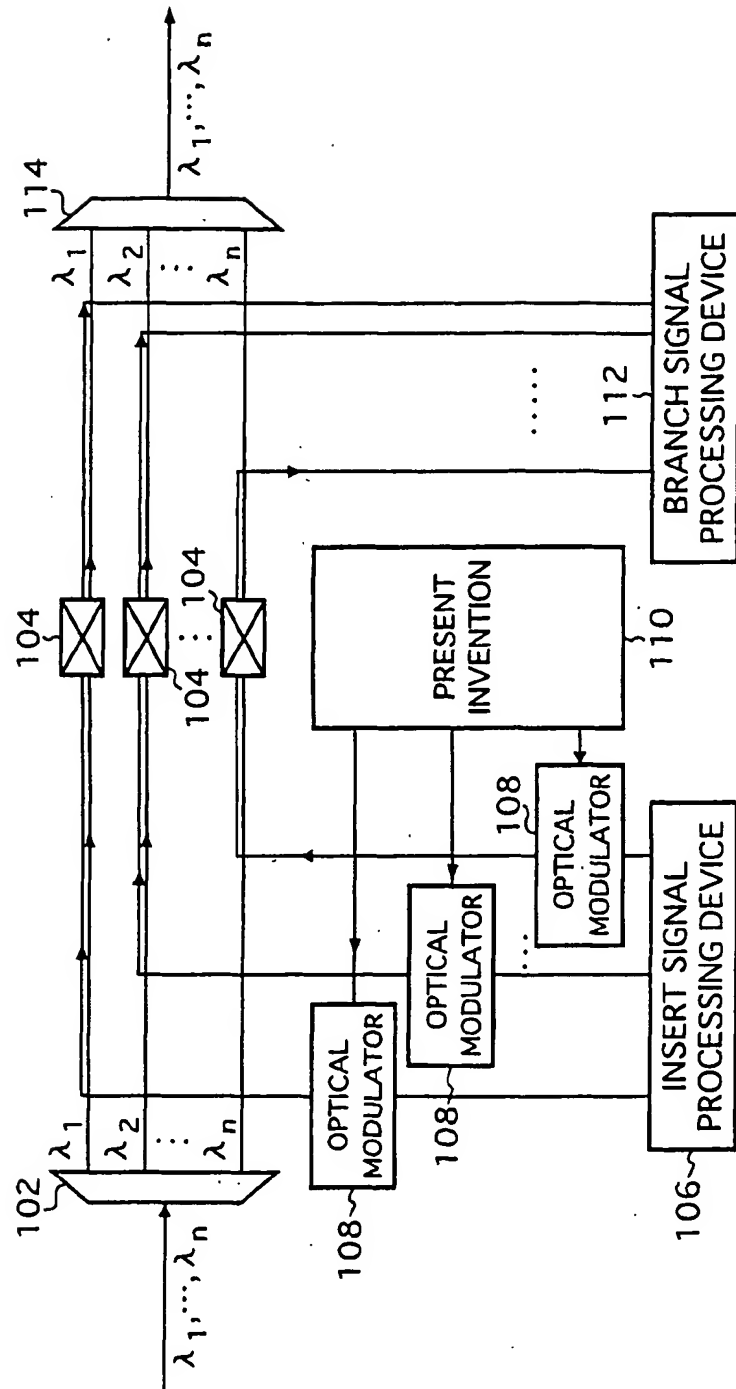 λ1,⋯,λn
102
λ1
λ2
⋮
λn
104
104
⋮
104
λ1
λ2
⋮
λn
114
λ1,⋯,λn
OPTICAL
MODULATOR
108
OPTICAL
MODULATOR
108
....
108
OPTICAL
MODULATOR
PRESENT
INVENTION
110
.....
106
INSERT SIGNAL
PROCESSING DEVICE
112
BRANCH SIGNAL
PROCESSING DEVICE